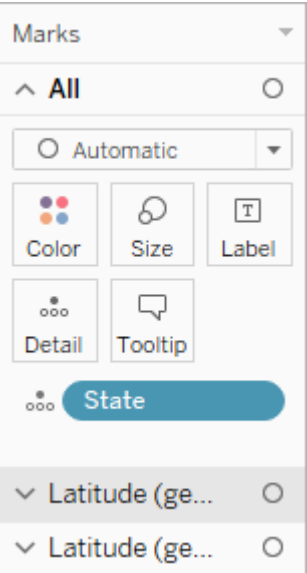 Marks
All
Automatic
Color Size Label
T
Detail Tooltip
State
Latitude (ge...
Latitude (ge...